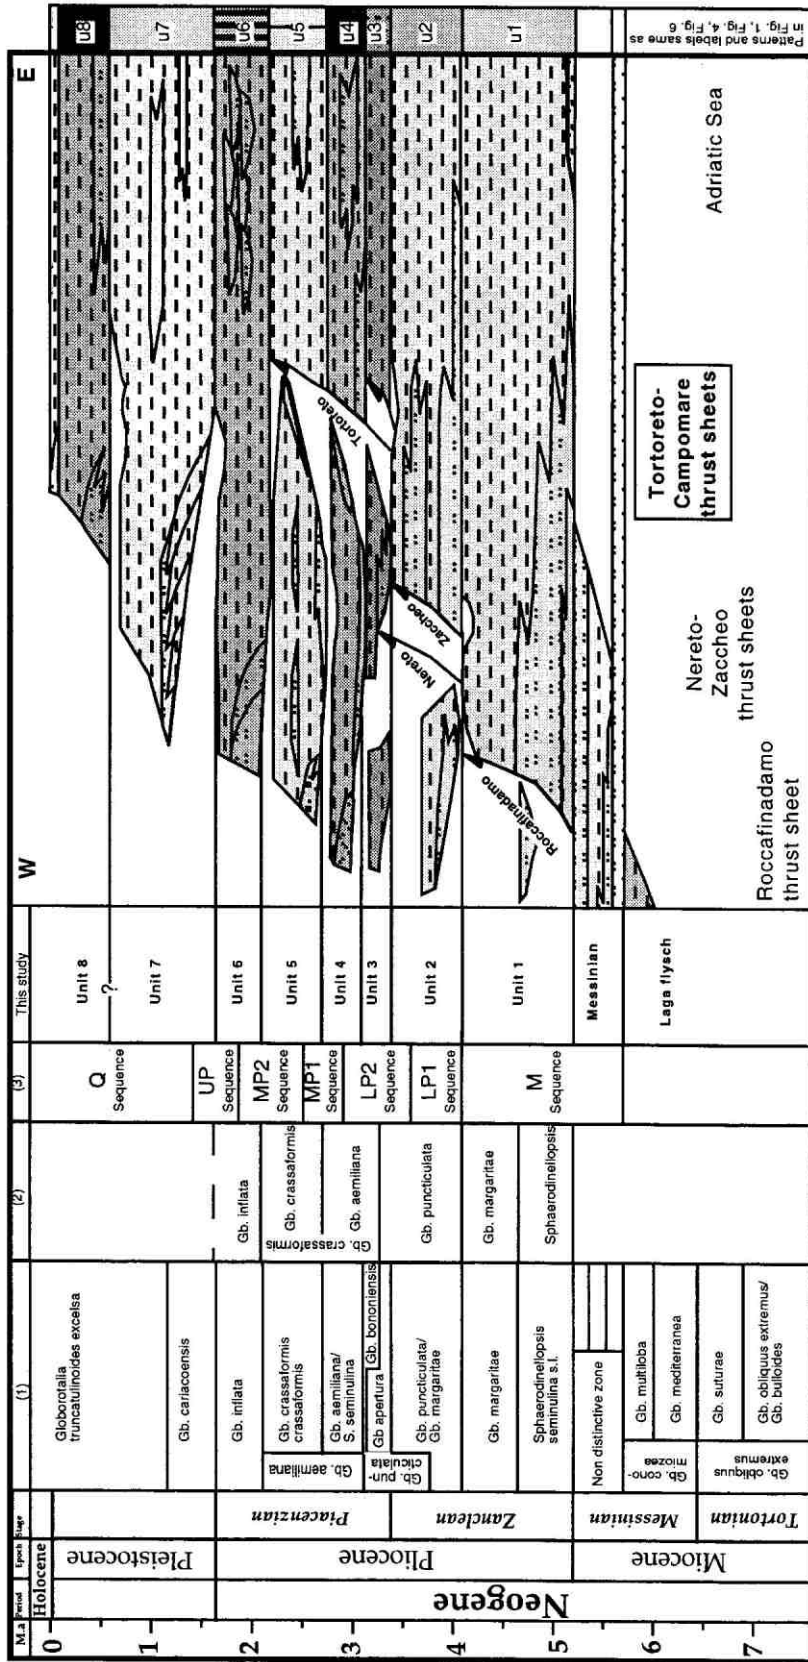 M.a
Period
Epoch
Stage
(1)
(2)
(3)
This study
W
E
0
1
2
3
4
5
6
7
Neogene
Holocene
Pleistocene
Pliocene
Miocene
Piacenzian
Zanclean
Messinian
Tortonian
Globorotalia
truncatulinoides excelsa
Gb. cariacoensis
Gb. inflata
Gb. aemiliana
Gb. crassaformis
crassaformis
Gb. aemiliana/
S. seminulina
Gb. pun-
cticulata
Gb apertura
Gb. bononiensis
Gb. puncticulata/
Gb. margaritae
Gb. margaritae
Sphaerodinellopsis
seminulina s.l.
Non distinctive zone
Gb. cono-
miozea
Gb. multiloba
Gb. mediterranea
Gb. obliquus
extremus
Gb. suturae
Gb. obliquus extremus/
Gb. bulloides
Gb. inflata
Gb. crassaformis
Gb. crassaformis
Gb. aemiliana
Gb. puncticulata
Gb. margaritae
Sphaerodinellopsis
Q
Sequence
UP
Sequence
MP2
Sequence
MP1
Sequence
LP2
Sequence
LP1
Sequence
M
Sequence
Unit 8
?
Unit 7
Unit 6
Unit 5
Unit 4
Unit 3
Unit 2
Unit 1
Messinian
Laga flysch
Roccafinadamo
Nereto
Zaccheo
Tortoreto
Roccafinadamo
thrust sheet
Nereto-
Zaccheo
thrust sheets
Tortoreto-
Campomare
thrust sheets
Adriatic Sea
u8
u7
u6
u5
u4
u3
u2
u1
Patterns and labels same as
in Fig. 1, Fig. 4, Fig. 6